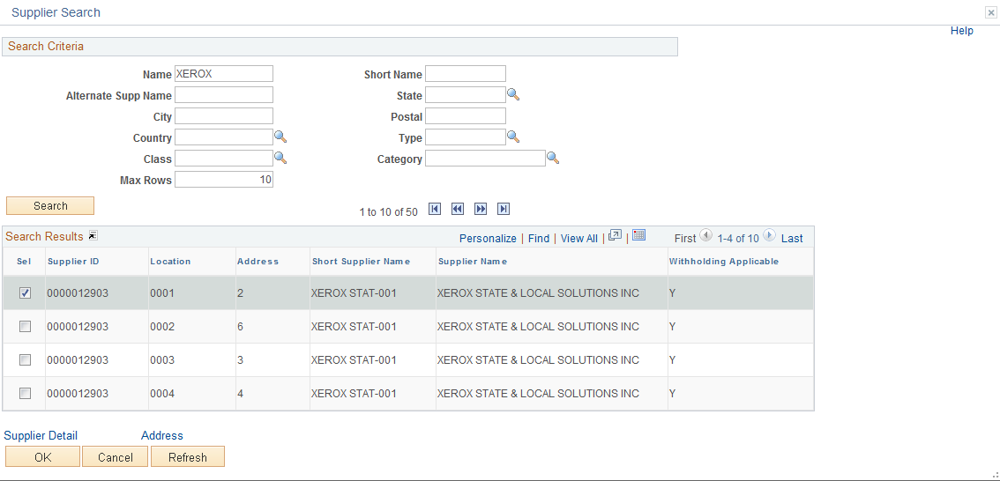 Supplier Search
Help
Search Criteria
Name XEROX Short Name
Alternate Supp Name State
City Postal
Country Type
Class Category
Max Rows 10
Search 1 to 10 of 50
Search Results Personalize | Find | View All | | First 1-4 of 10 Last
Sel Supplier ID Location Address Short Supplier Name Supplier Name Withholding Applicable
0000012903 0001 2 XEROX STAT-001 XEROX STATE & LOCAL SOLUTIONS INC Y
0000012903 0002 6 XEROX STAT-001 XEROX STATE & LOCAL SOLUTIONS INC Y
0000012903 0003 3 XEROX STAT-001 XEROX STATE & LOCAL SOLUTIONS INC Y
0000012903 0004 4 XEROX STAT-001 XEROX STATE & LOCAL SOLUTIONS INC Y
Supplier Detail Address
OK Cancel Refresh